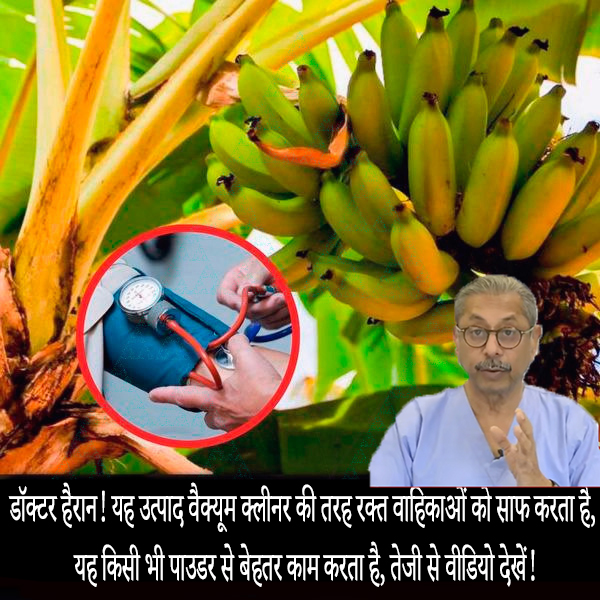 डॉक्टर हैरान! यह उत्पाद वैक्यूम क्लीनर की तरह रक्त वाहिकाओं को साफ करता है,
यह किसी भी पाउडर से बेहतर काम करता है, तेजी से वीडियो देखें!